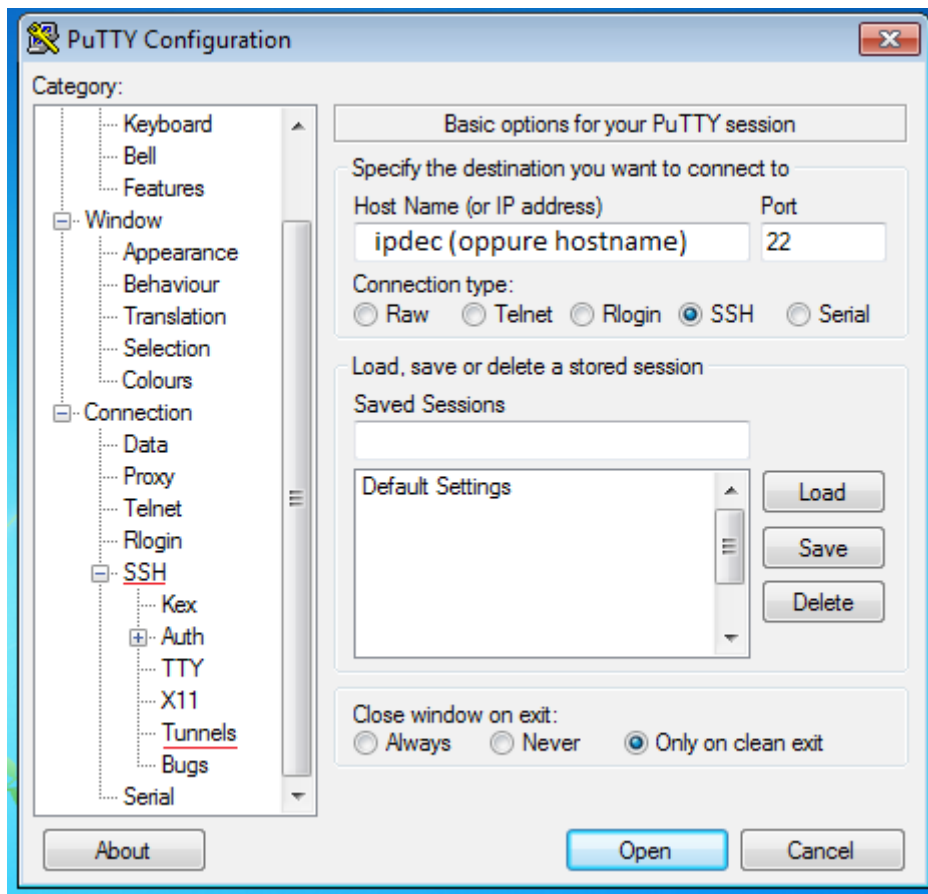 PuTTY Configuration
Category:
Keyboard
Bell
Features
Window
Appearance
Behaviour
Translation
Selection
Colours
Connection
Data
Proxy
Telnet
Rlogin
SSH
Kex
Auth
TTY
X11
Tunnels
Bugs
Serial
Basic options for your PuTTY session
Specify the destination you want to connect to
Host Name (or IP address) Port
ipdec (oppure hostname) 22
Connection type:
Raw Telnet Rlogin SSH Serial
Load, save or delete a stored session
Saved Sessions
Default Settings
Load
Save
Delete
Close window on exit:
Always Never Only on clean exit
About Open Cancel